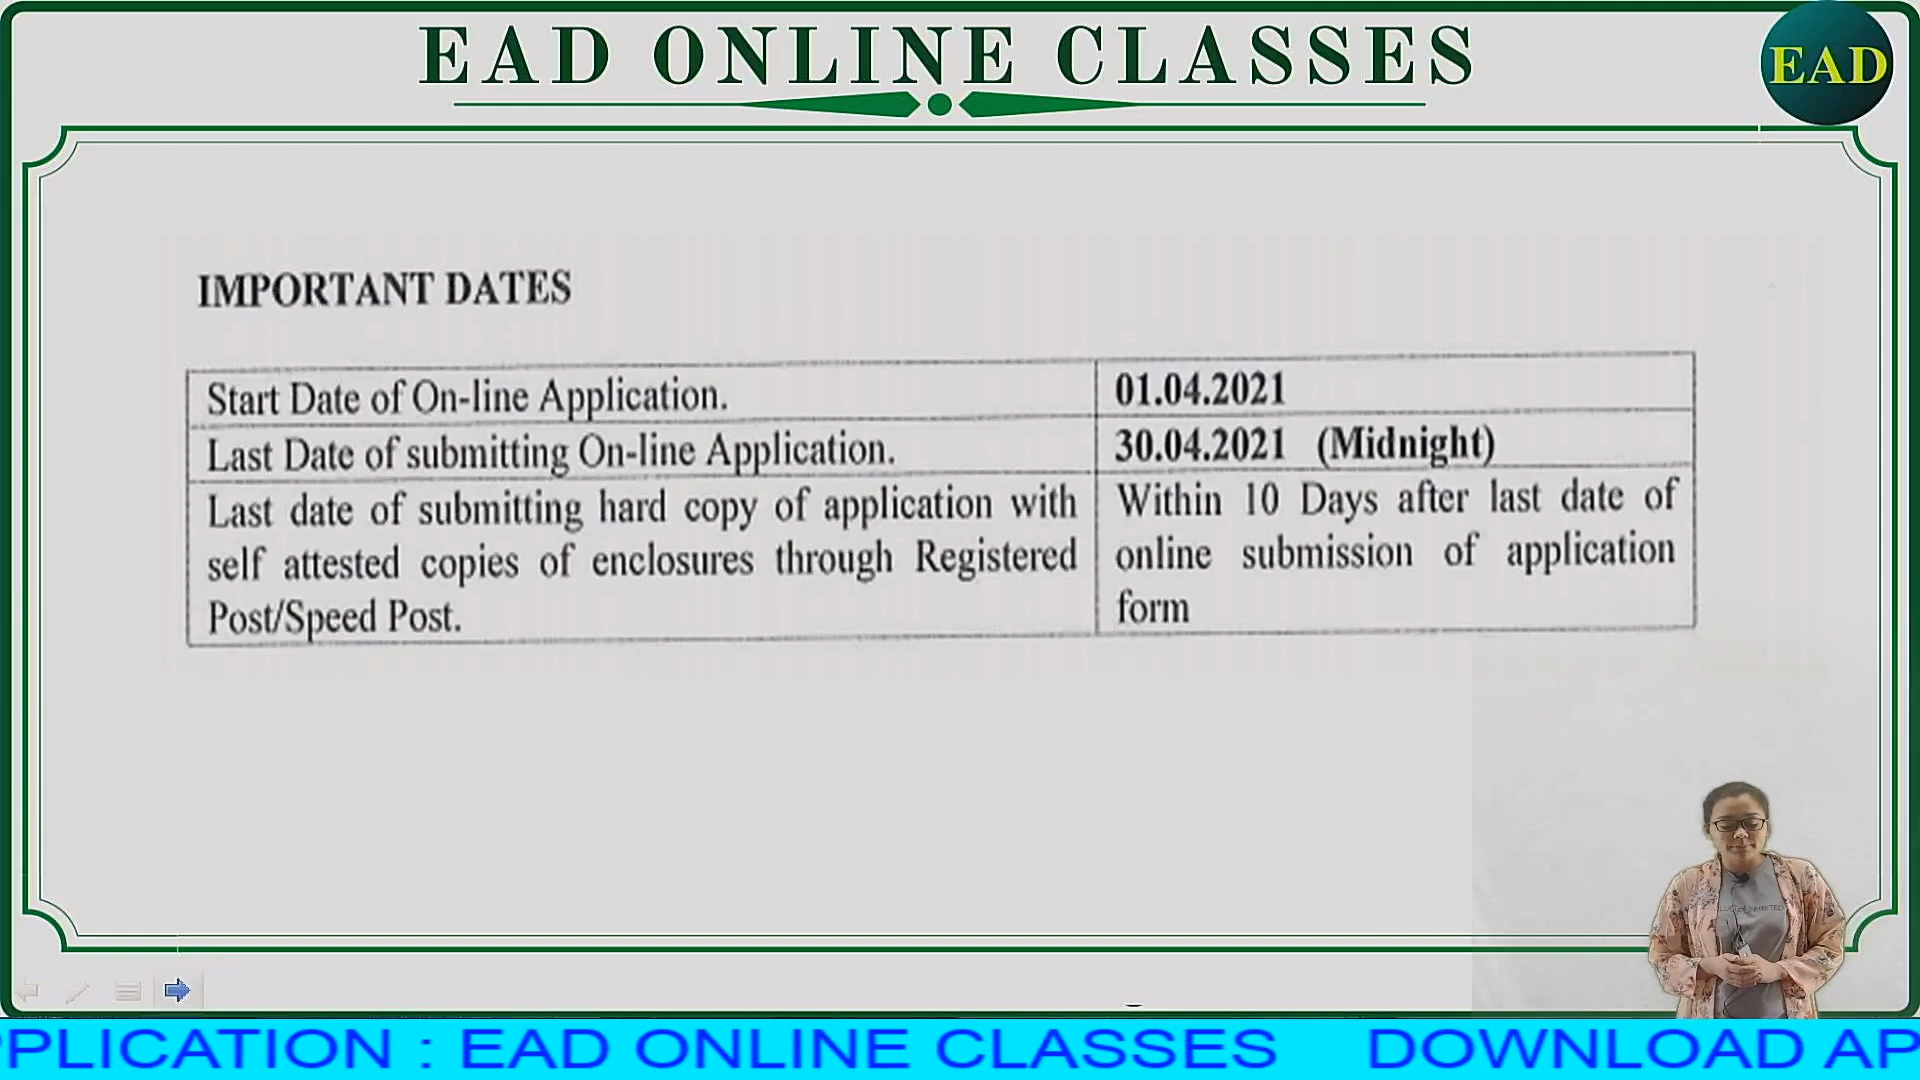 EAD ONLINE CLASSES
EAD
IMPORTANT DATES
Start Date of On-line Application.
01.04.2021
Last Date of submitting On-line Application.
30.04.2021 (Midnight)
Last date of submitting hard copy of application with
self attested copies of enclosures through Registered
Post/Speed Post.
Within 10 Days after last date of
online submission of application
form
PPLICATION : EAD ONLINE CLASSES DOWNLOAD AP